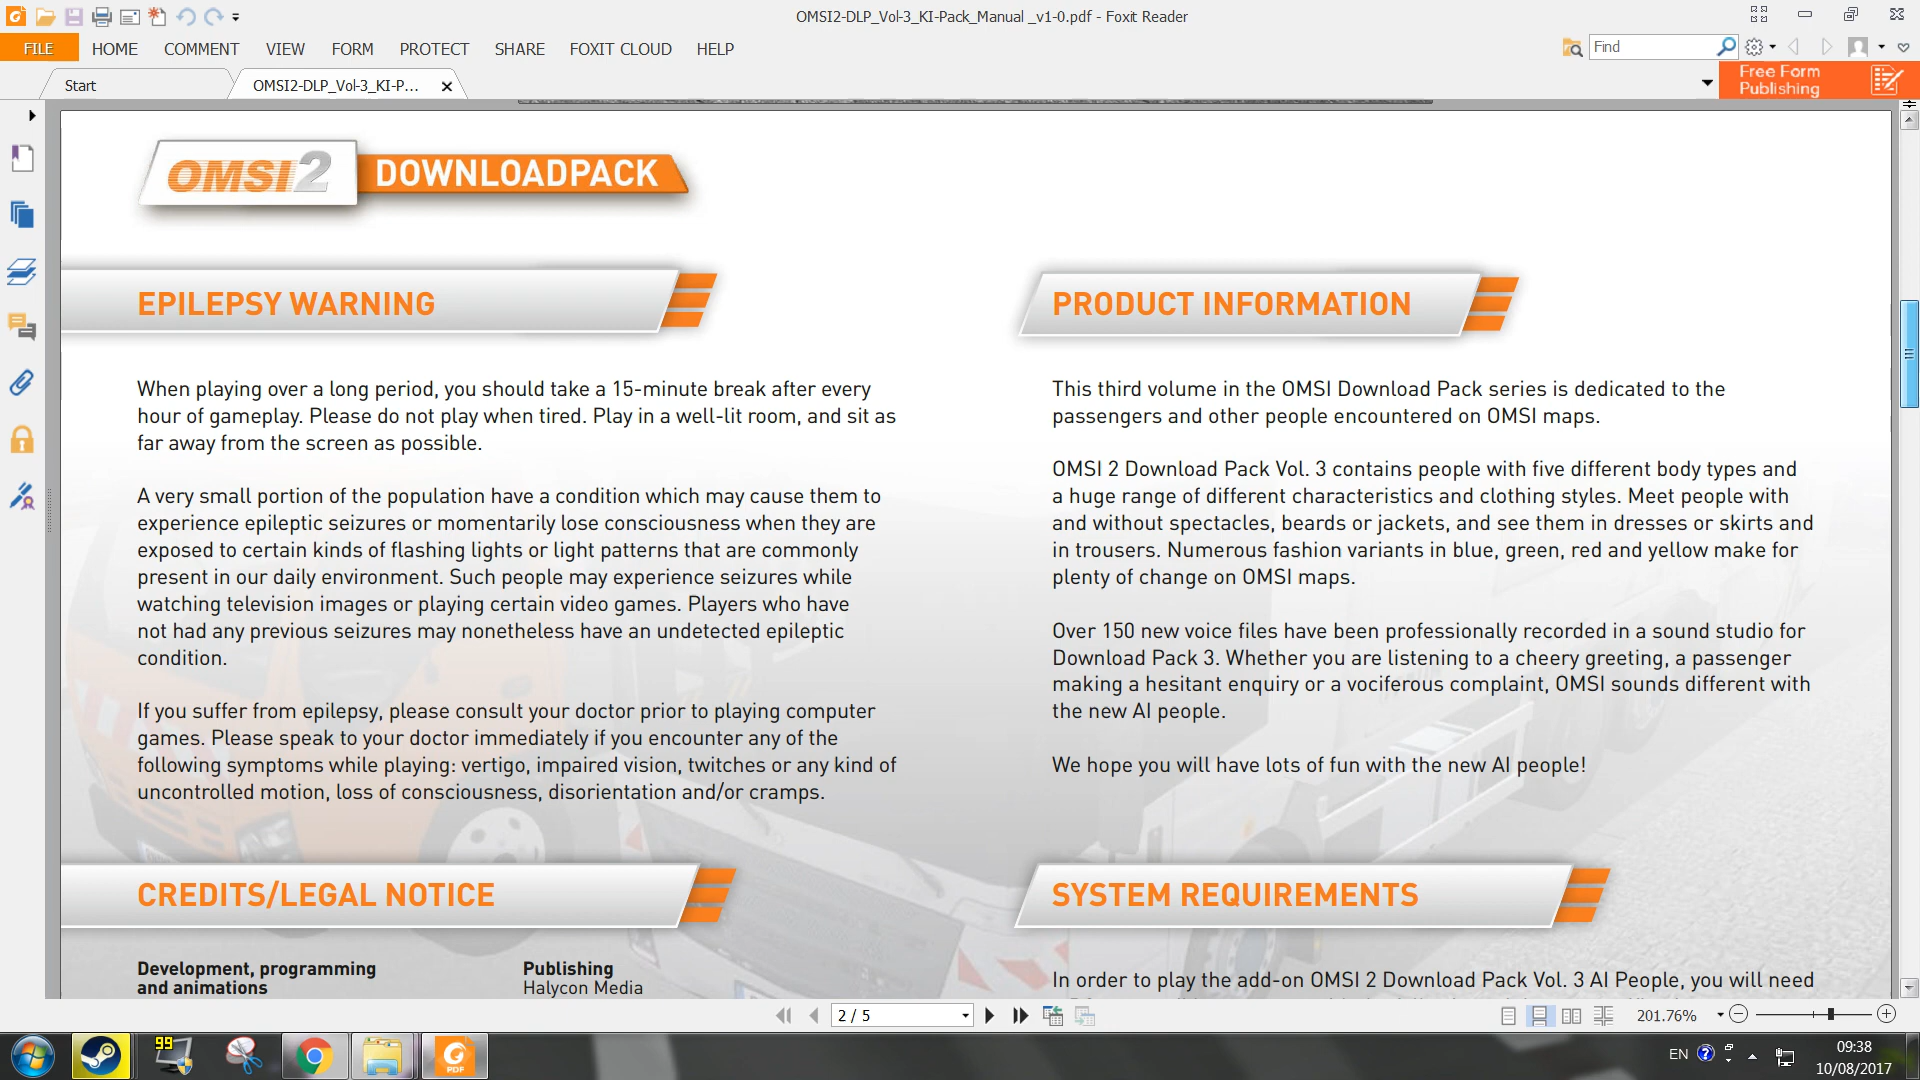 OMSI2-DLP_Vol-3_KI-Pack_Manual _v1-0.pdf - Foxit Reader
FILE HOME COMMENT VIEW FORM PROTECT SHARE FOXIT CLOUD HELP
Find
Start
OMSI2-DLP_Vol-3_KI-P...
Free Form
Publishing
OMSI 2 DOWNLOADPACK
EPILEPSY WARNING
When playing over a long period, you should take a 15-minute break after every
hour of gameplay. Please do not play when tired. Play in a well-lit room, and sit as
far away from the screen as possible.
A very small portion of the population have a condition which may cause them to
experience epileptic seizures or momentarily lose consciousness when they are
exposed to certain kinds of flashing lights or light patterns that are commonly
present in our daily environment. Such people may experience seizures while
watching television images or playing certain video games. Players who have
not had any previous seizures may nonetheless have an undetected epileptic
condition.
If you suffer from epilepsy, please consult your doctor prior to playing computer
games. Please speak to your doctor immediately if you encounter any of the
following symptoms while playing: vertigo, impaired vision, twitches or any kind of
uncontrolled motion, loss of consciousness, disorientation and/or cramps.
CREDITS/LEGAL NOTICE
Development, programming
and animations
Publishing
Halycon Media
PRODUCT INFORMATION
This third volume in the OMSI Download Pack series is dedicated to the
passengers and other people encountered on OMSI maps.
OMSI 2 Download Pack Vol. 3 contains people with five different body types and
a huge range of different characteristics and clothing styles. Meet people with
and without spectacles, beards or jackets, and see them in dresses or skirts and
in trousers. Numerous fashion variants in blue, green, red and yellow make for
plenty of change on OMSI maps.
Over 150 new voice files have been professionally recorded in a sound studio for
Download Pack 3. Whether you are listening to a cheery greeting, a passenger
making a hesitant enquiry or a vociferous complaint, OMSI sounds different with
the new AI people.
We hope you will have lots of fun with the new AI people!
SYSTEM REQUIREMENTS
In order to play the add-on OMSI 2 Download Pack Vol. 3 AI People, you will need
2 / 5
201.76%
99
PDF
EN
09:38
10/08/2017